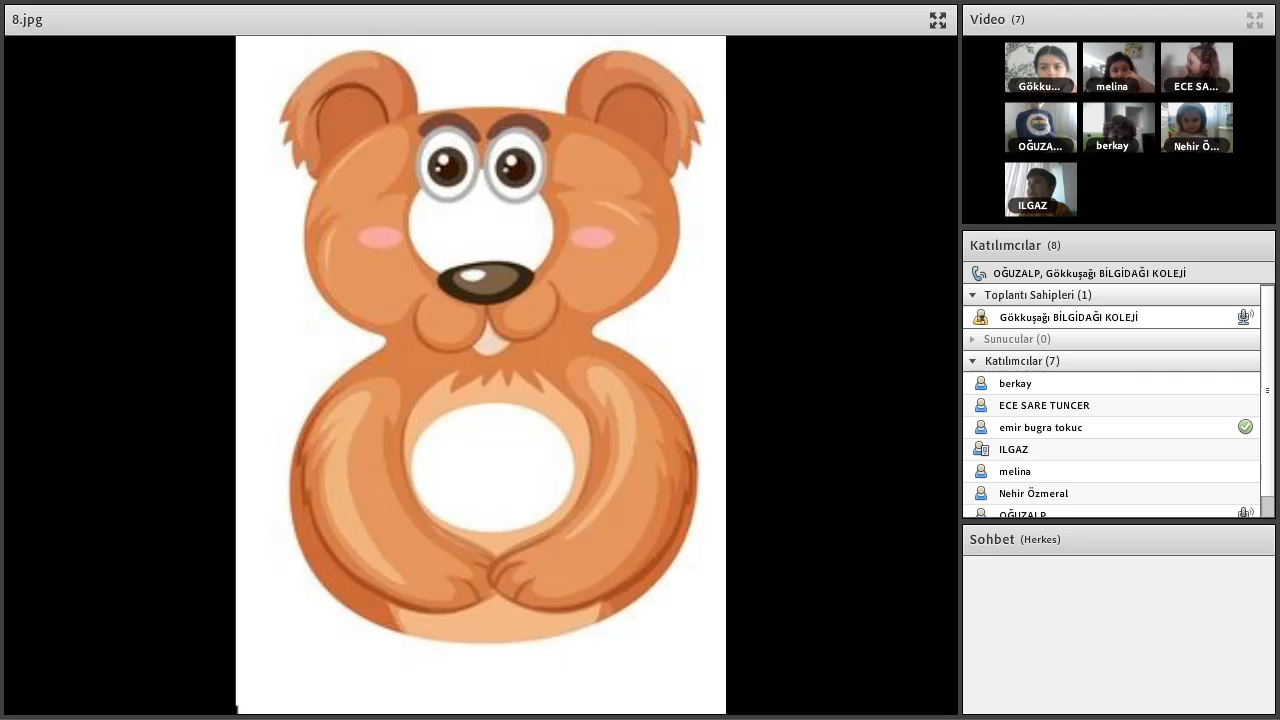 8.jpg
Video (7)
Gökku...
melina
ECE SA...
OĞUZA...
berkay
Nehir Ö...
ILGAZ
Katılımcılar (8)
OĞUZALP, Gökkuşağı BİLGİDAĞI KOLEJİ
Toplantı Sahipleri (1)
Gökkuşağı BİLGİDAĞI KOLEJİ
Sunucular (0)
Katılımcılar (7)
berkay
ECE SARE TUNCER
emir bugra tokuc
ILGAZ
melina
Nehir Özmeral
OĞUZALP
Sohbet (Herkes)